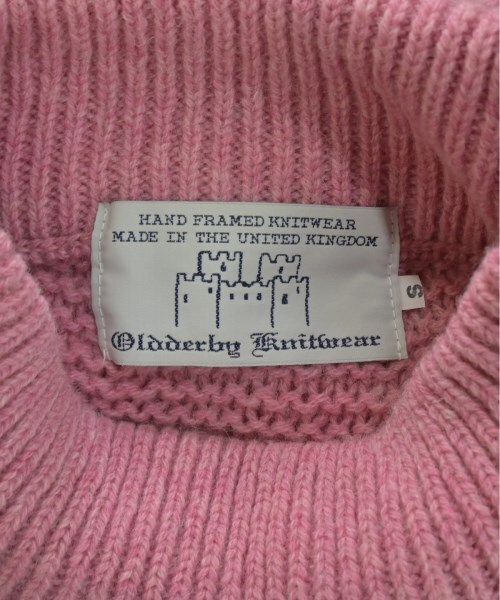 HAND FRAMED KNITWEAR
MADE IN THE UNITED KINGDOM
Oldderby Knitwear
S